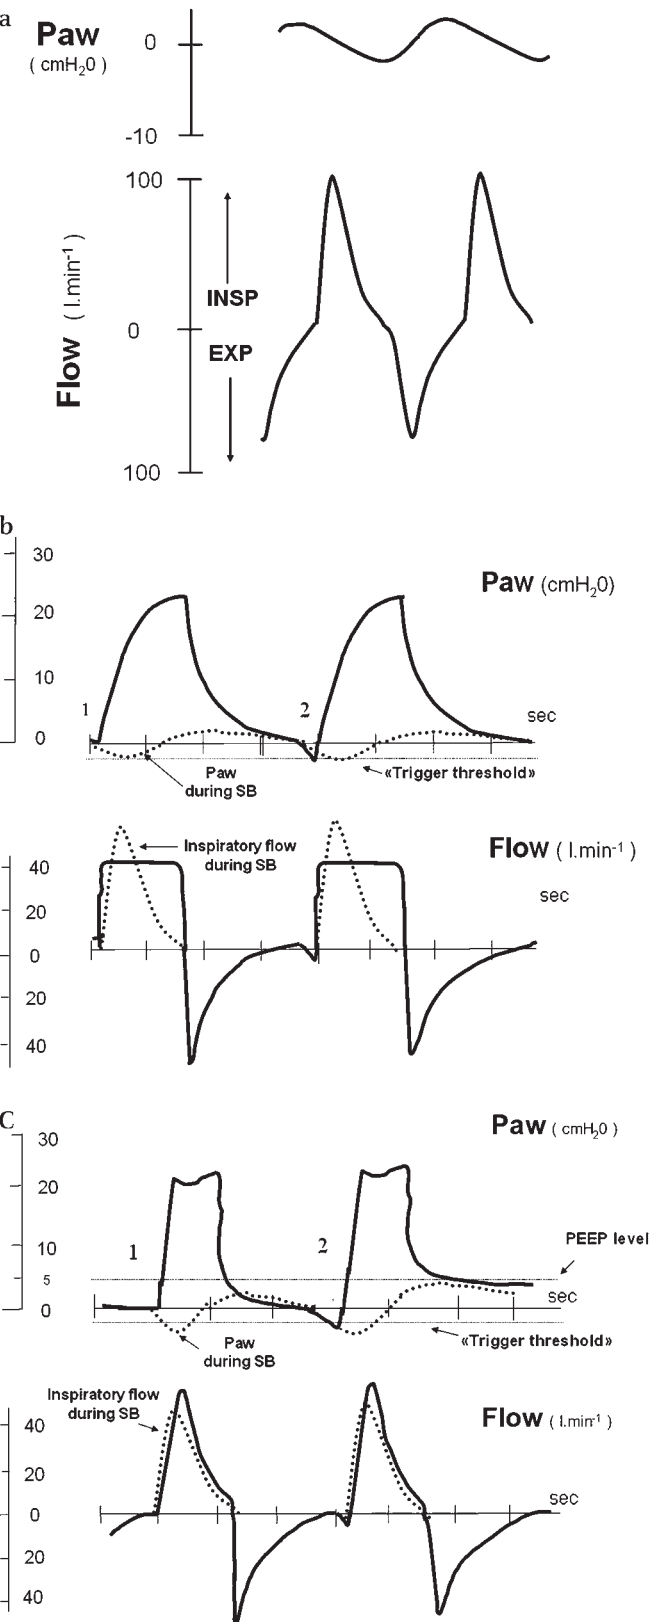 a
Paw
( cmH₂0 )
0
-10
100
INSP
0
EXP
100
Flow ( l.min⁻¹ )
b
30
20
10
0
Paw (cmH₂0)
1
2
sec
Paw
during SB
«Trigger threshold»
Inspiratory flow
during SB
Flow ( l.min⁻¹ )
40
20
0
20
40
sec
C
Paw ( cmH₂0 )
30
20
10
5
0
1
2
PEEP level
sec
Paw
during SB
«Trigger threshold»
Inspiratory flow
during SB
Flow ( l.min⁻¹ )
40
20
0
20
40
sec